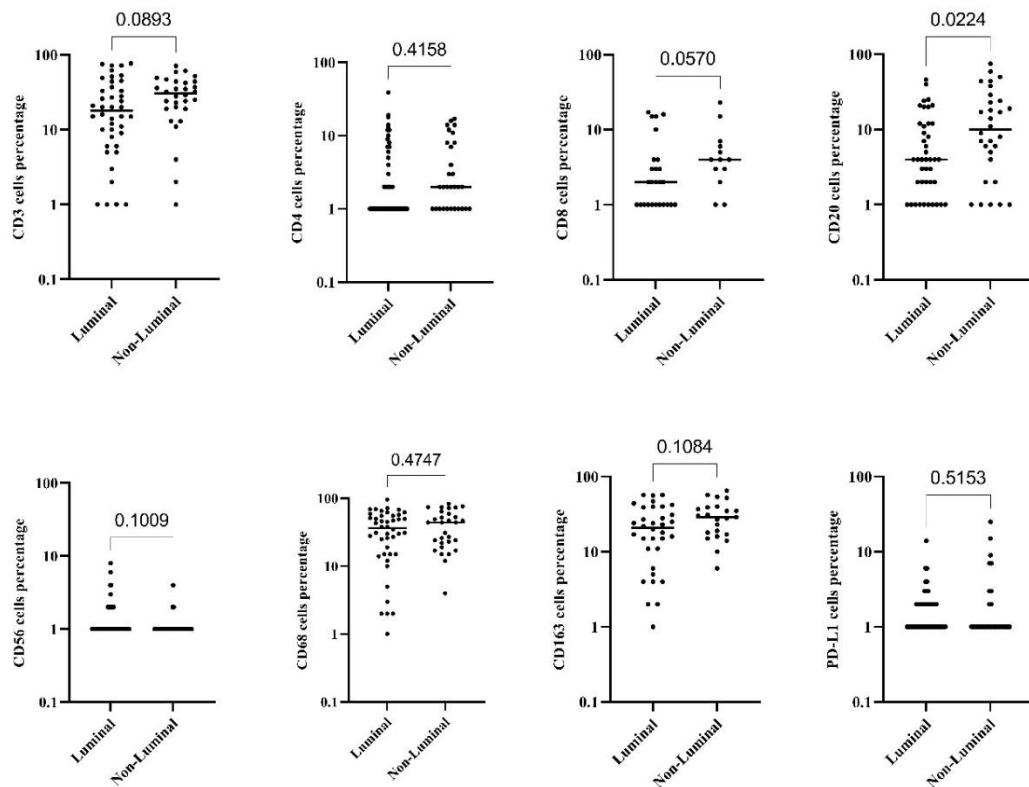 0.0893
CD3 cells percentage
100
10
1
0.1
Luminal
Non-Luminal
0.4158
CD4 cells percentage
100
10
1
0.1
Luminal
Non-Luminal
0.0570
CD8 cells percentage
100
10
1
0.1
Luminal
Non-Luminal
0.0224
CD20 cells percentage
100
10
1
0.1
Luminal
Non-Luminal
0.1009
CD56 cells percentage
100
10
1
0.1
Luminal
Non-Luminal
0.4747
CD68 cells percentage
100
10
1
0.1
Luminal
Non-Luminal
0.1084
CD163 cells percentage
100
10
1
0.1
Luminal
Non-Luminal
0.5153
PD-L1 cells percentage
100
10
1
0.1
Luminal
Non-Luminal